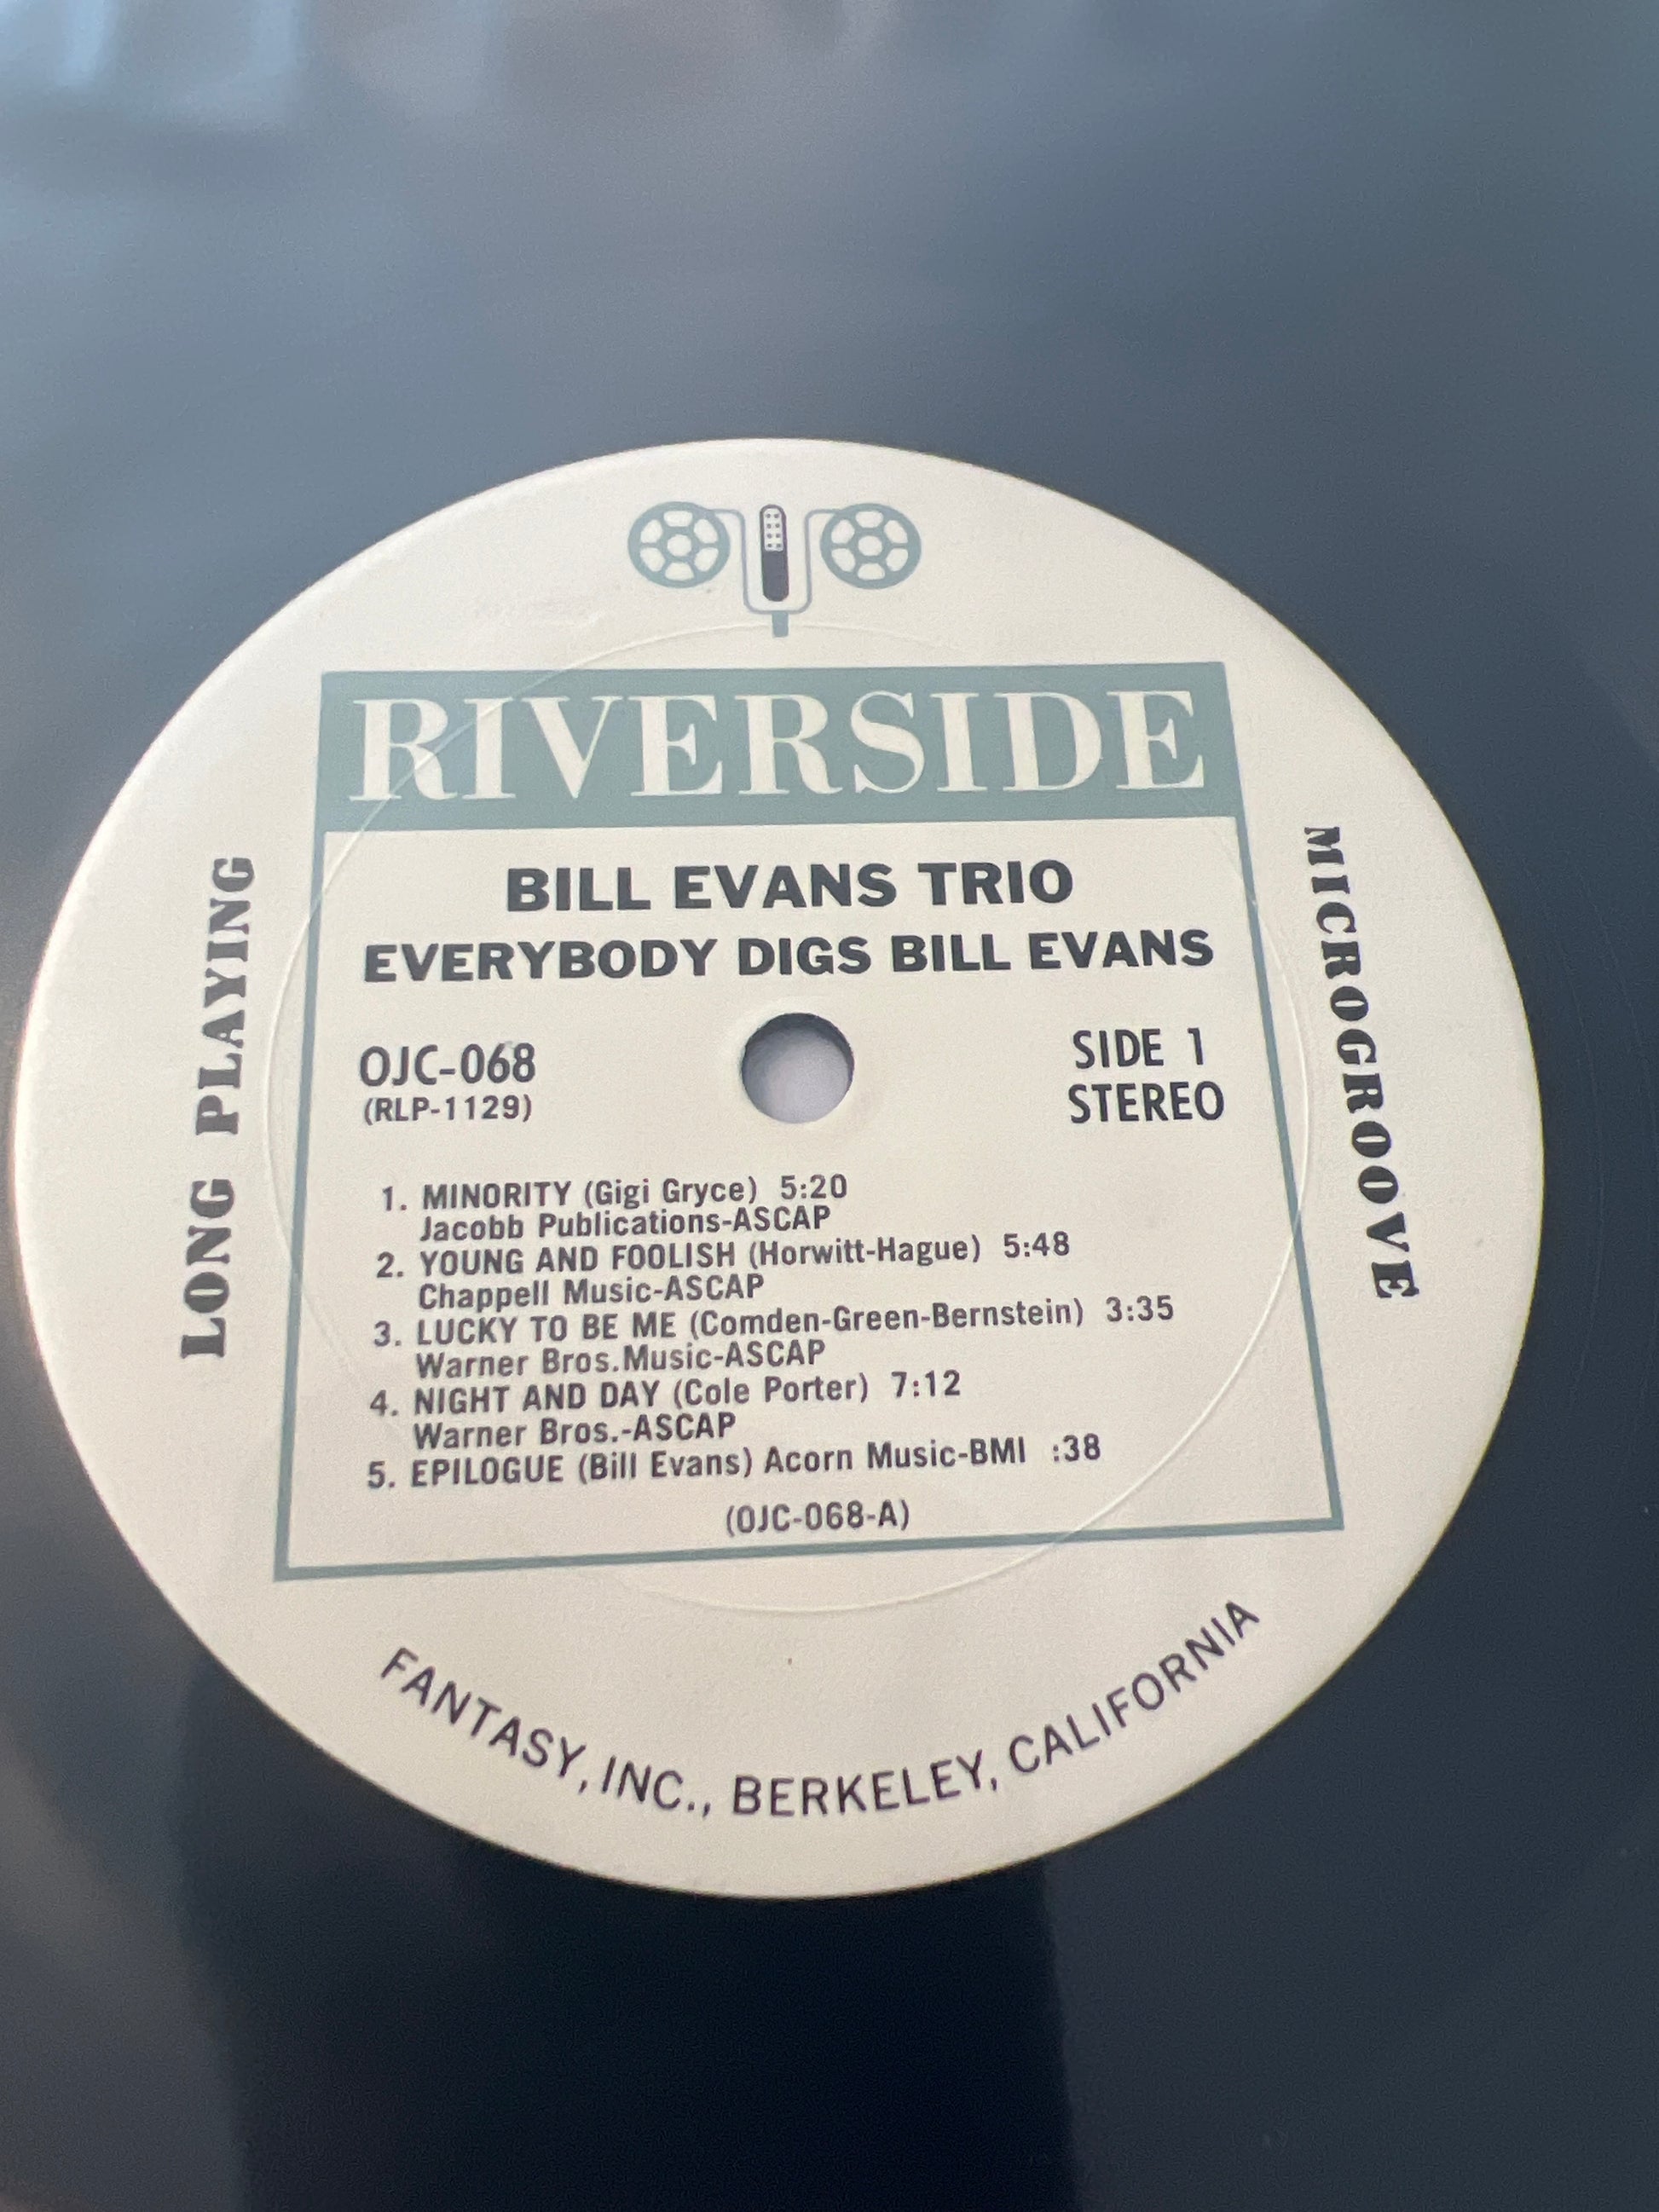 RIVERSIDE
BILL EVANS TRIO
EVERYBODY DIGS BILL EVANS
OJC-068
(RLP-1129)
SIDE 1
STEREO
LONG PLAYING
MICROGROOVE
1. MINORITY (Gigi Gryce) 5:20
Jacobb Publications-ASCAP
2. YOUNG AND FOOLISH (Horwitt-Hague) 5:48
Chappell Music-ASCAP
3. LUCKY TO BE ME (Comden-Green-Bernstein) 3:35
Warner Bros.Music-ASCAP
4. NIGHT AND DAY (Cole Porter) 7:12
Warner Bros.-ASCAP
5. EPILOGUE (Bill Evans) Acorn Music-BMI :38
(OJC-068-A)
FANTASY, INC., BERKELEY, CALIFORNIA